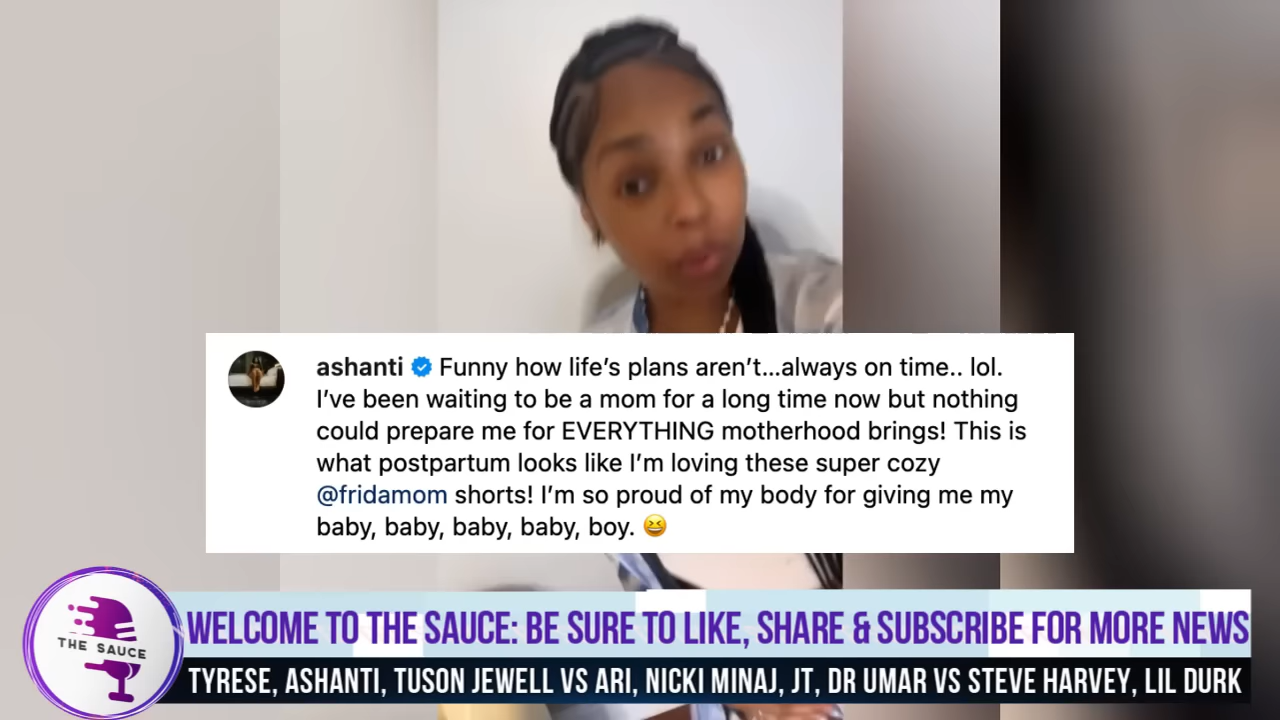 ashanti Funny how life’s plans aren’t...always on time.. lol.
I’ve been waiting to be a mom for a long time now but nothing
could prepare me for EVERYTHING motherhood brings! This is
what postpartum looks like I’m loving these super cozy
@fridamom shorts! I’m so proud of my body for giving me my
baby, baby, baby, baby, boy. 😆
THE SAUCE
WELCOME TO THE SAUCE: BE SURE TO LIKE, SHARE & SUBSCRIBE FOR MORE NEWS
TYRESE, ASHANTI, TUSON JEWELL VS ARI, NICKI MINAJ, JT, DR UMAR VS STEVE HARVEY, LIL DURK